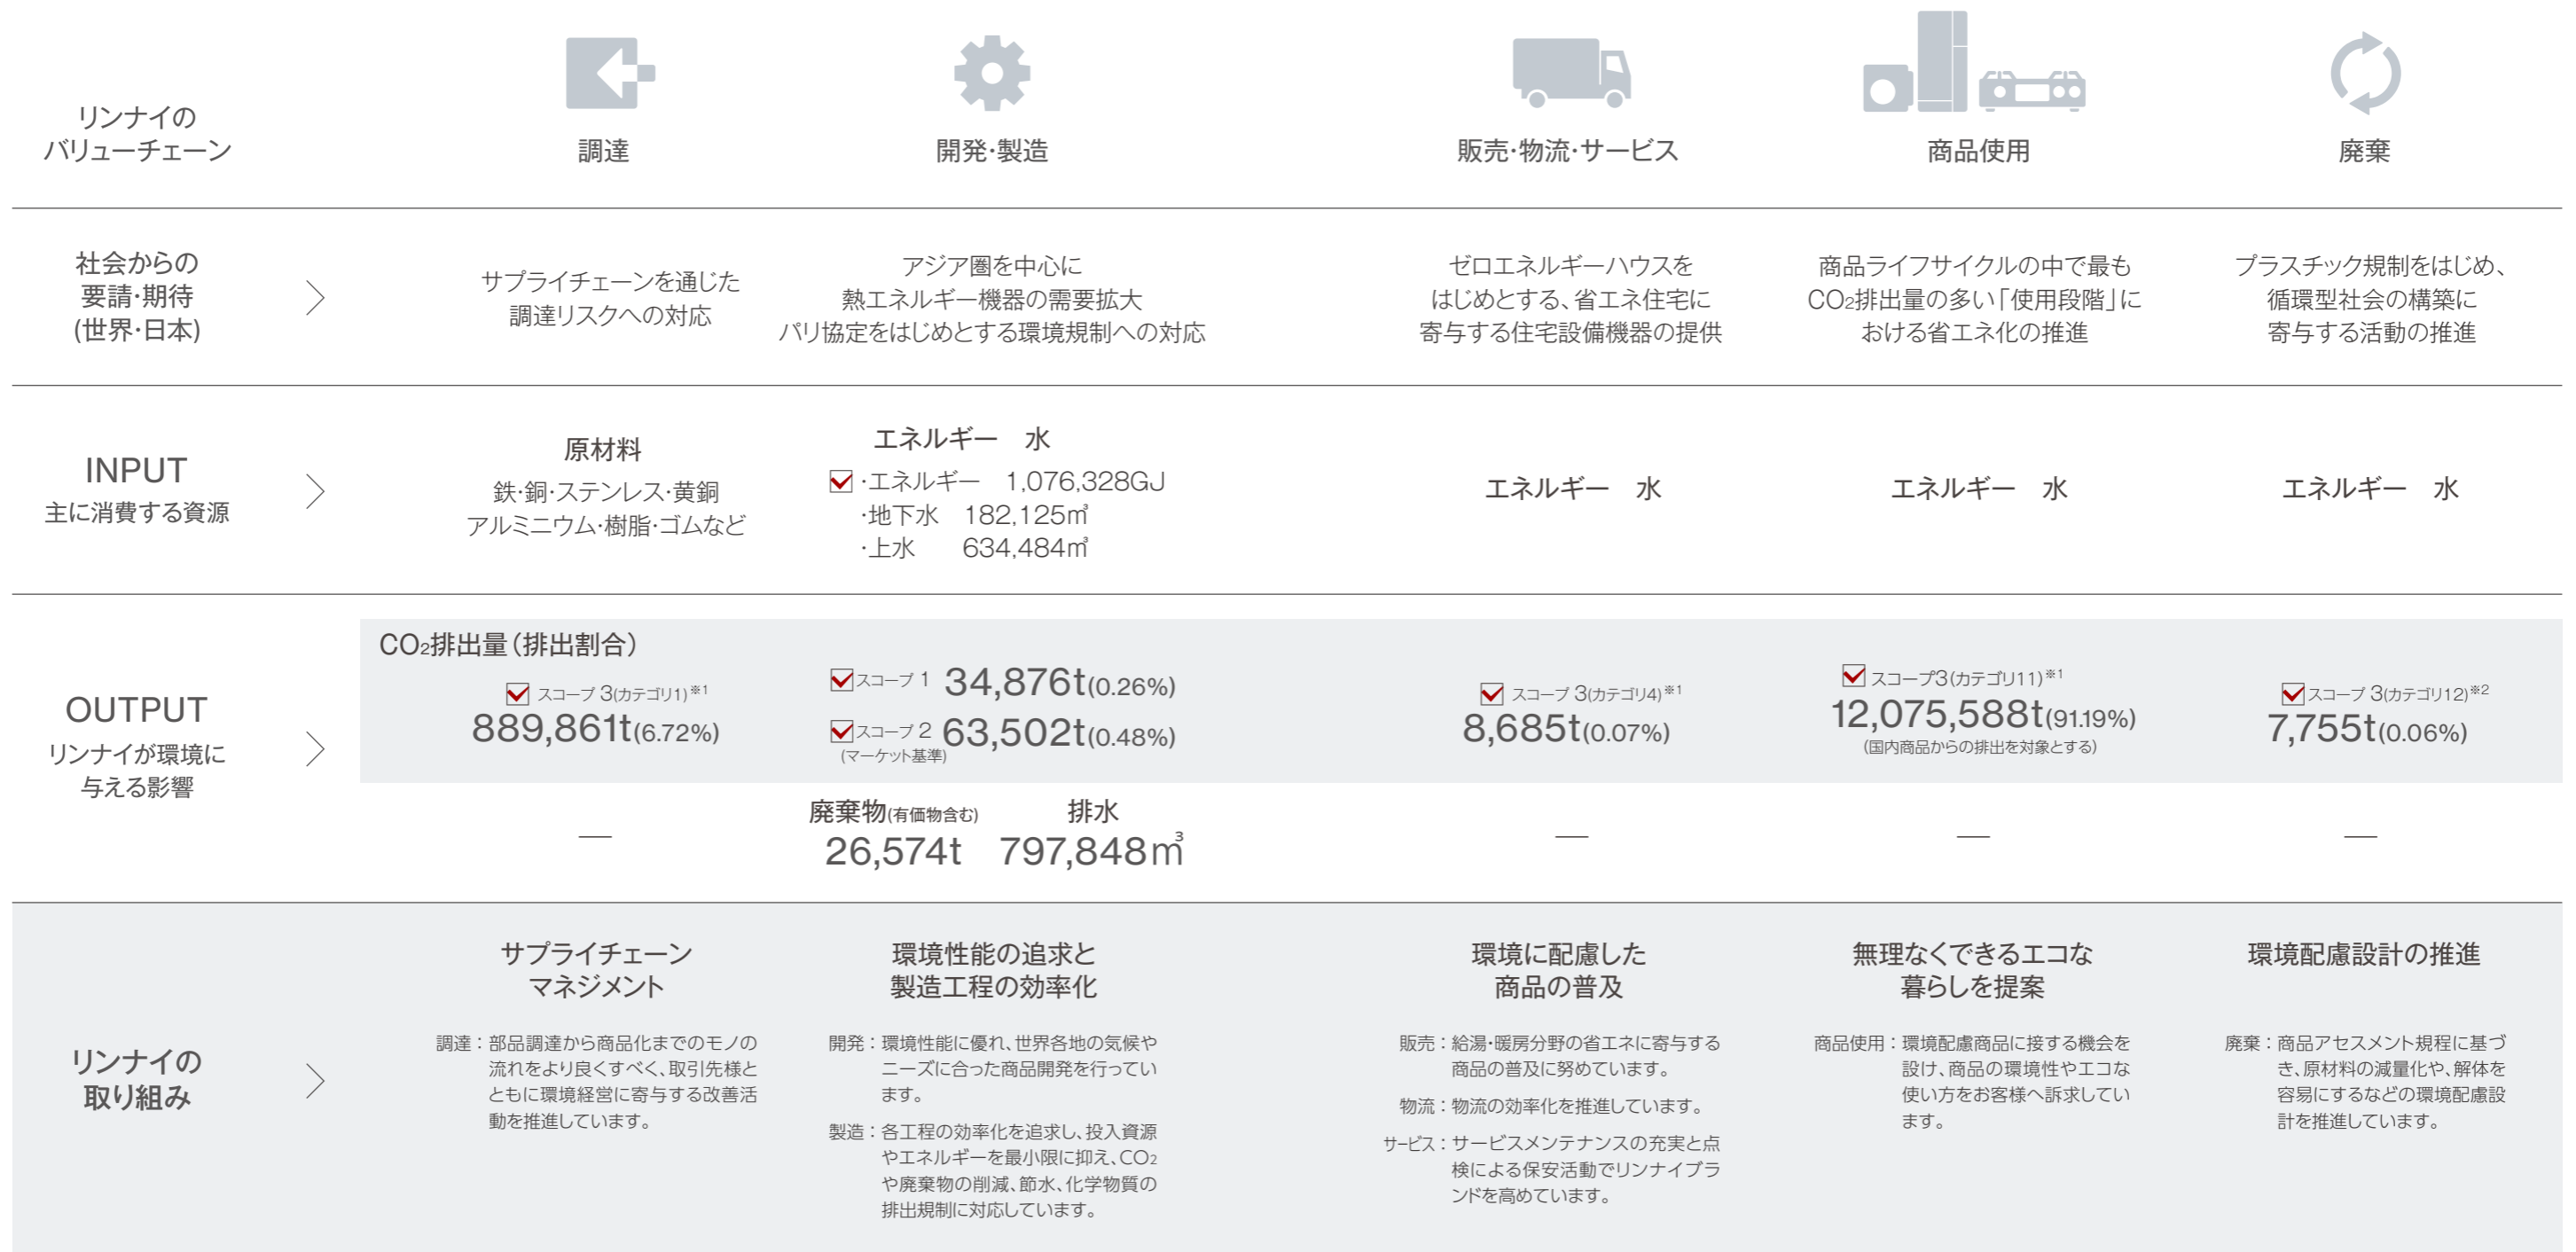 リンナイの
バリューチェーン
調達
開発・製造
販売・物流・サービス
商品使用
廃棄
社会からの
要請・期待
(世界・日本)
サプライチェーンを通じた
調達リスクへの対応
アジア圏を中心に
熱エネルギー機器の需要拡大
パリ協定をはじめとする環境規制への対応
ゼロエネルギーハウスを
はじめとする、省エネ住宅に
寄与する住宅設備機器の提供
商品ライフサイクルの中で最も
CO₂排出量の多い「使用段階」に
おける省エネ化の推進
プラスチック規制をはじめ、
循環型社会の構築に
寄与する活動の推進
INPUT
主に消費する資源
原材料
鉄・銅・ステンレス・黄銅
アルミニウム・樹脂・ゴムなど
エネルギー 水
・エネルギー 1,076,328GJ
・地下水 182,125㎥
・上水 634,484㎥
エネルギー 水
エネルギー 水
エネルギー 水
OUTPUT
リンナイが環境に
与える影響
CO₂排出量（排出割合）
スコープ 3(カテゴリ1)※1
889,861t(6.72%)
スコープ 1 34,876t(0.26%)
スコープ 2 63,502t(0.48%)
(マーケット基準)
スコープ 3(カテゴリ4)※1
8,685t(0.07%)
スコープ3(カテゴリ11)※1
12,075,588t(91.19%)
(国内商品からの排出を対象とする)
スコープ 3(カテゴリ12)※2
7,755t(0.06%)
—
廃棄物(有価物含む) 排水
26,574t 797,848㎥
—
—
—
リンナイの
取り組み
サプライチェーン
マネジメント
調達：部品調達から商品化までのモノの
流れをより良くすべく、取引先様と
ともに環境経営に寄与する改善活
動を推進しています。
環境性能の追求と
製造工程の効率化
開発：環境性能に優れ、世界各地の気候や
ニーズに合った商品開発を行ってい
ます。
製造：各工程の効率化を追求し、投入資源
やエネルギーを最小限に抑え、CO₂
や廃棄物の削減、節水、化学物質の
排出規制に対応しています。
環境に配慮した
商品の普及
販売：給湯・暖房分野の省エネに寄与する
商品の普及に努めています。
物流：物流の効率化を推進しています。
サービス：サービスメンテナンスの充実と点
検による保安活動でリンナイブラ
ンドを高めています。
無理なくできるエコな
暮らしを提案
商品使用：環境配慮商品に接する機会を
設け、商品の環境性やエコな
使い方をお客様へ訴求してい
ます。
環境配慮設計の推進
廃棄：商品アセスメント規程に基づ
き、原材料の減量化や、解体を
容易にするなどの環境配慮設
計を推進しています。